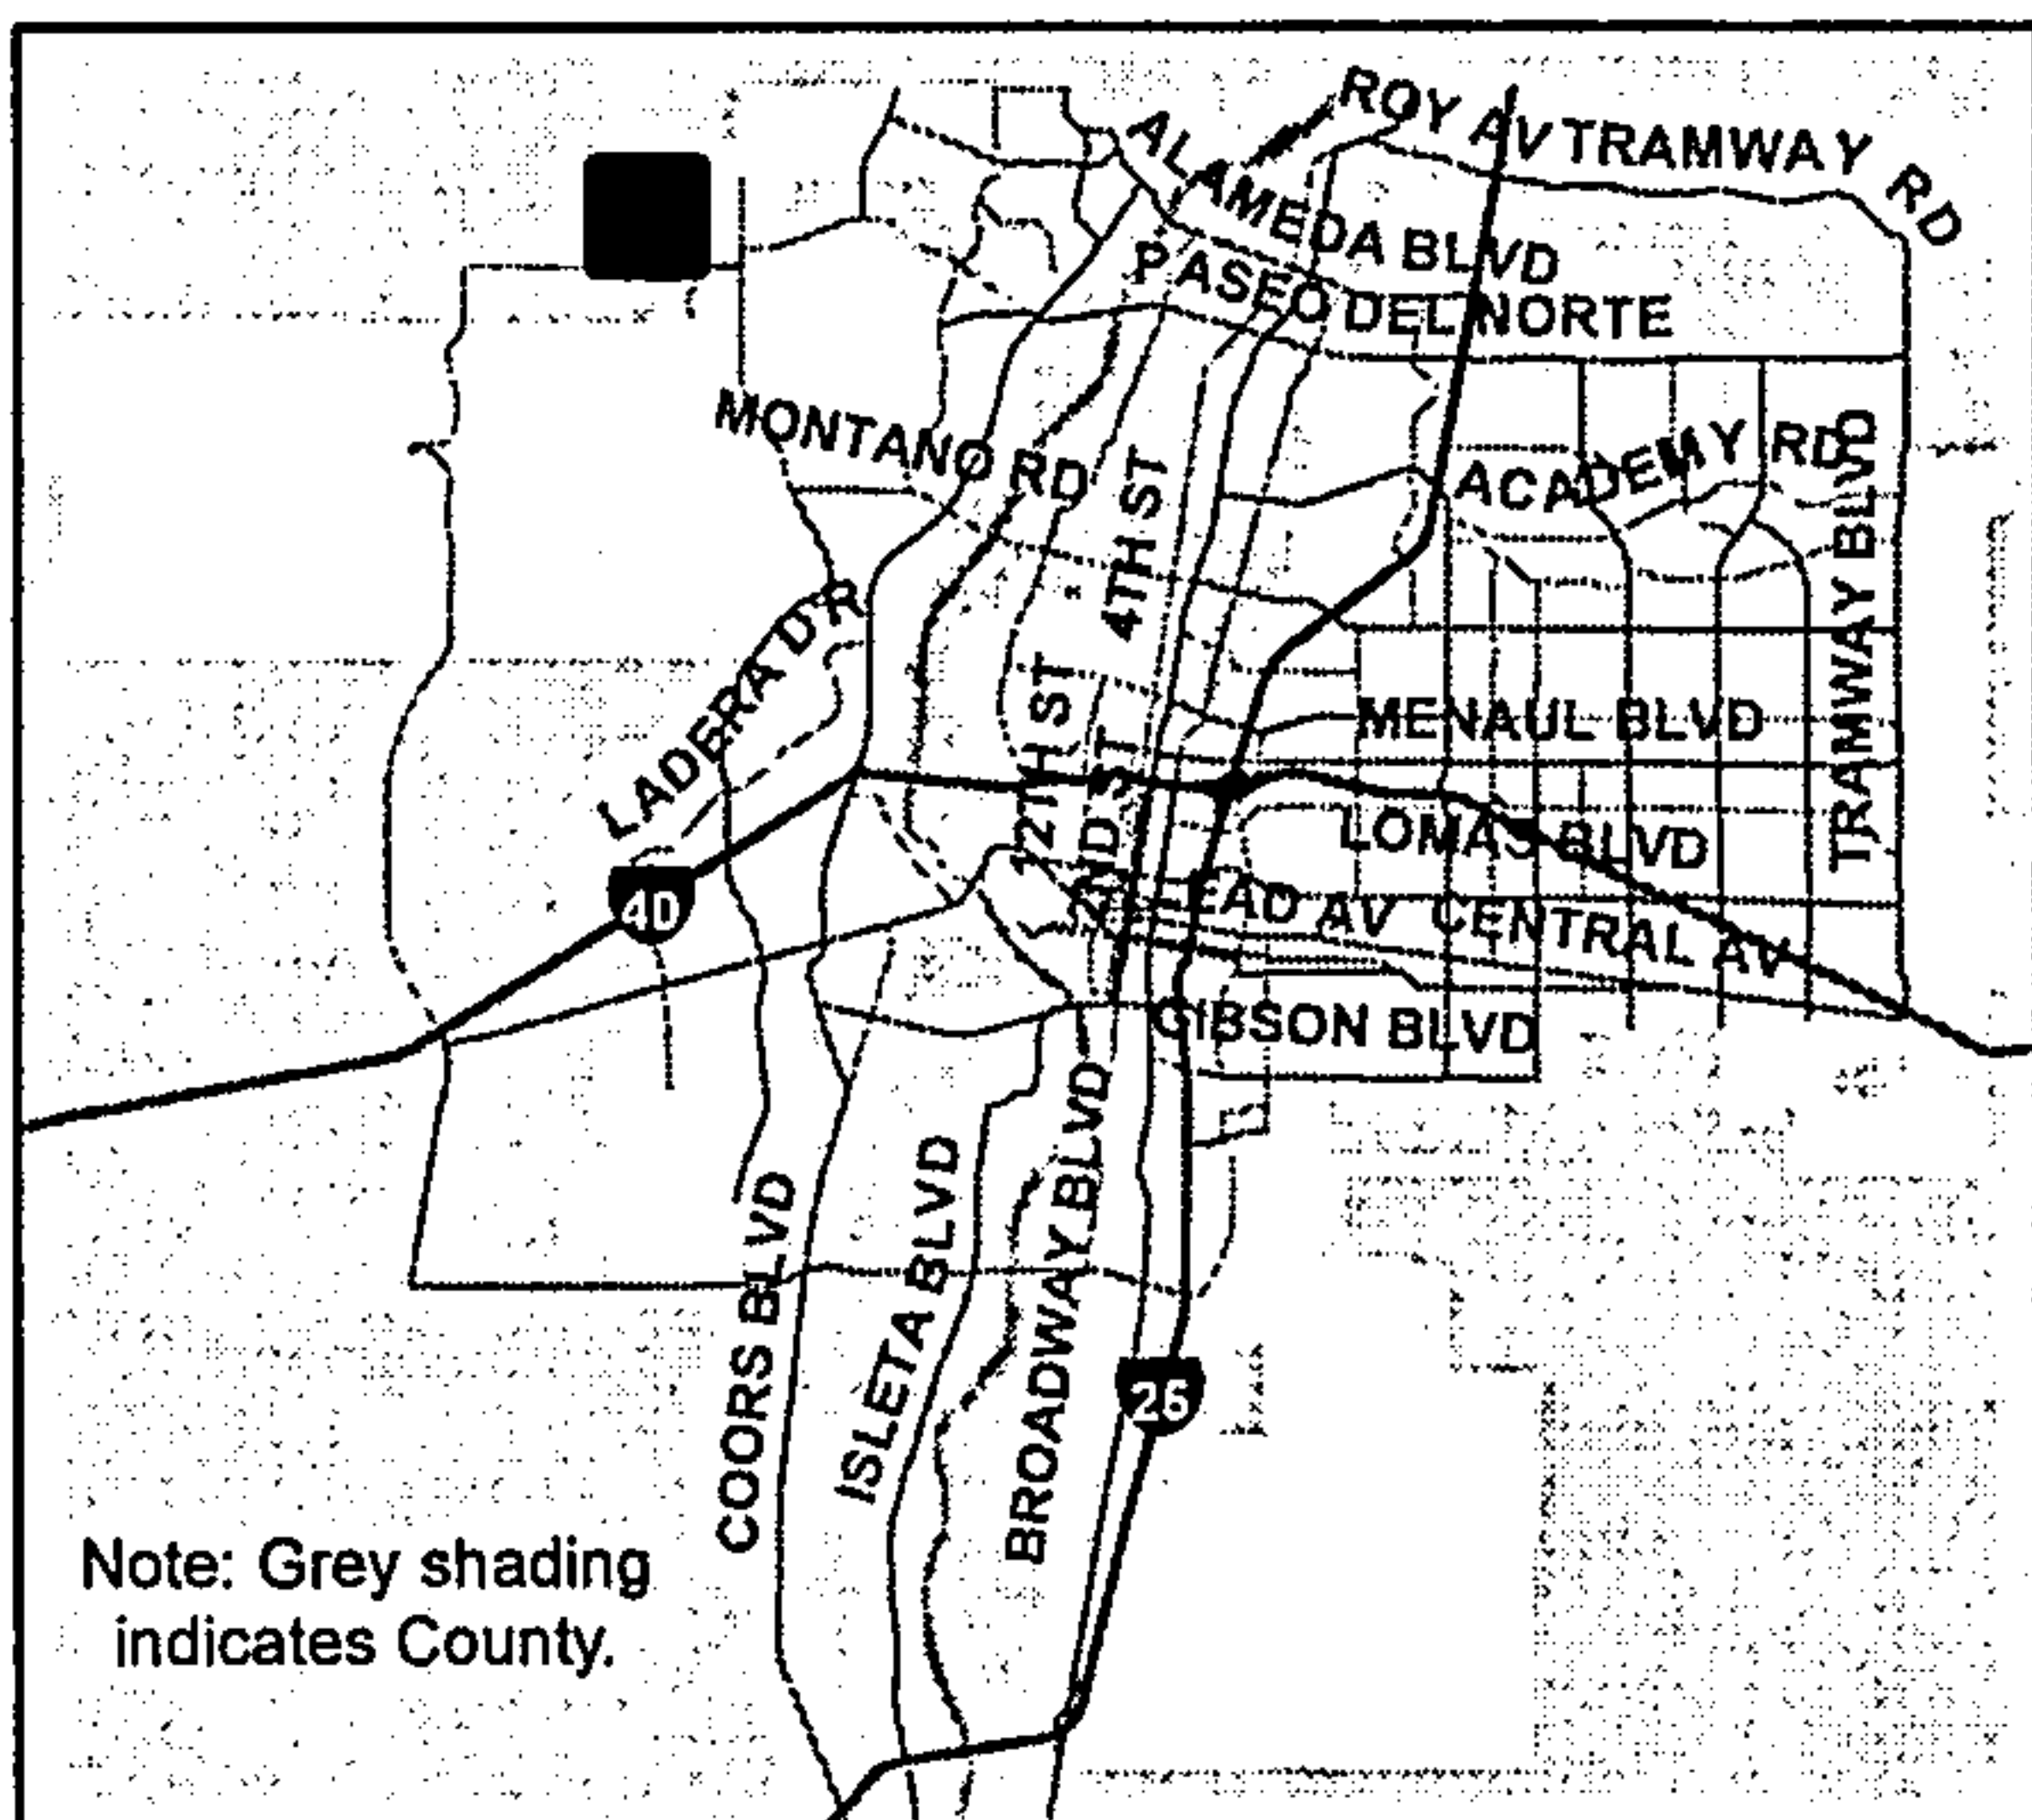 ROY AV TRAMWAY RD
ALAMEDA BLVD
PASEO DEL NORTE
MONTANO RD
ACADEMY RD
TRAMWAY BLVD
4TH ST
LADERA DR
12TH ST
MENAUL BLVD
2ND ST
LOMAS BLVD
40
LEAD AV
CENTRAL AV
GIBSON BLVD
COORS BLVD
ISLETA BLVD
BROADWAY BLVD
25
Note: Grey shading
indicates County.